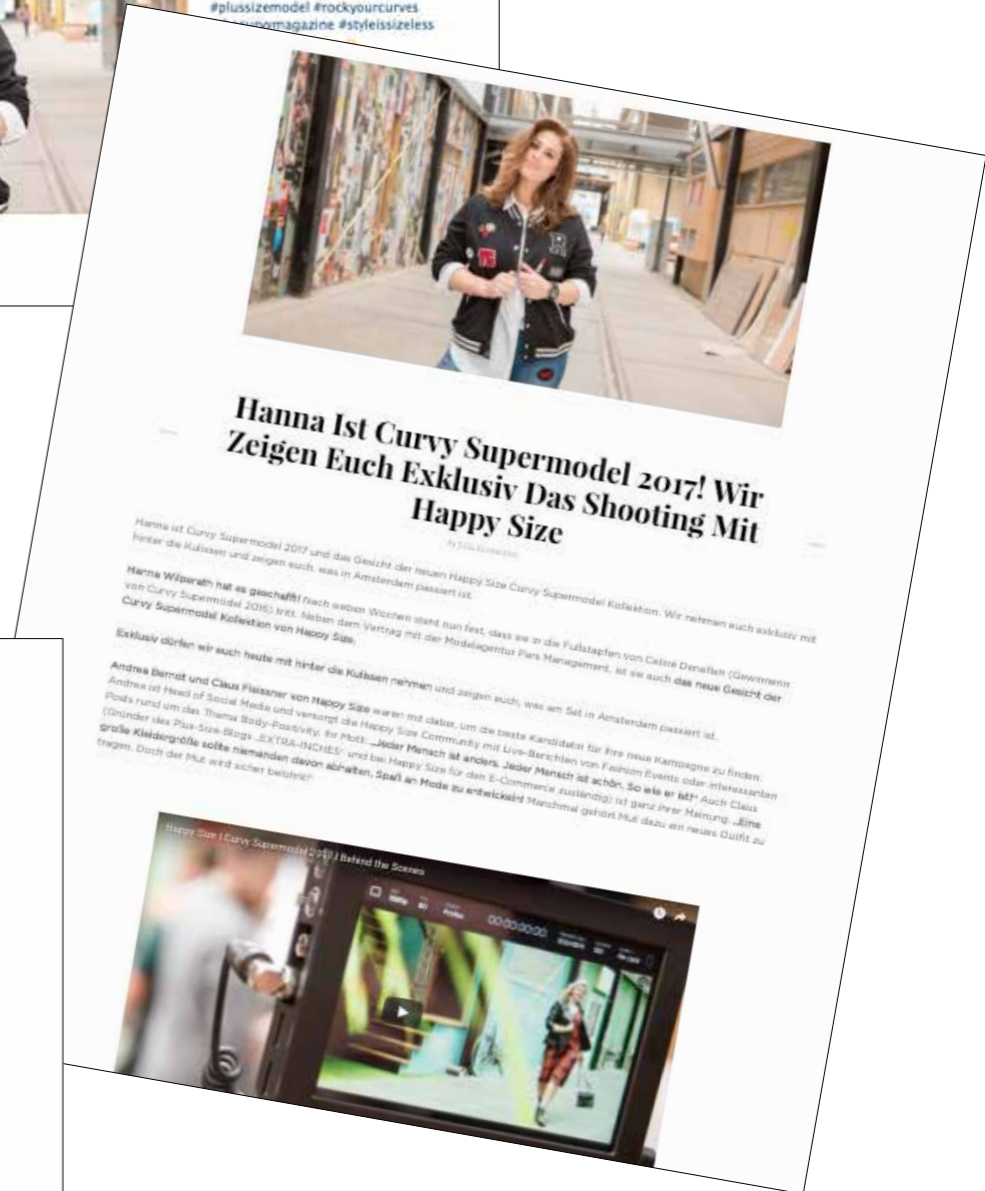 #plussizemodel #rockyourcurves
#styleissizeless
Hanna Ist Curvy Supermodel 2017! Wir
Zeigen Euch Exklusiv Das Shooting Mit
Happy Size
Hanna ist Curvy Supermodel 2017 und das Gesicht der neuen Happy Size Curvy Supermodel Kollektion. Wir nehmen euch exklusiv mit
hinter die Kulissen und zeigen euch, was in Amsterdam passiert ist.
Hanna Wilperath hat es geschafft! Nach sieben Wochen steht nun fest, dass sie in die Fußstapfen von Celine Denefleh (Gewinnerin
von Curvy Supermodel 2016) tritt. Neben dem Vertrag mit der Modelagentur Pars Management, ist sie auch das neue Gesicht der
Curvy Supermodel Kollektion von Happy Size.
Exklusiv dürfen wir euch heute mit hinter die Kulissen nehmen und zeigen euch, was am Set in Amsterdam passiert ist.
Andrea Berndt und Claus Fleissner von Happy Size waren mit dabei, um die beste Kandidatin für ihre neue Kampagne zu finden.
Andrea ist Head of Social Media und versorgt die Happy Size Community mit Live-Berichten von Fashion Events oder interessanten
Posts rund um das Thema Body-Positivity. Ihr Motto: „Jeder Mensch ist anders. Jeder Mensch ist schön. So wie er ist!“ Auch Claus
(Gründer des Plus-Size-Blogs „EXTRA-INCHES“ und bei Happy Size für den E-Commerce zuständig) ist ganz ihrer Meinung. „Eine
große Kleidergröße sollte niemanden davon abhalten, Spaß an Mode zu entwickeln! Manchmal gehört Mut dazu ein neues Outfit zu
tragen. Doch der Mut wird sicher belohnt!“
Happy Size | Curvy Supermodel 2017 | Behind the Scenes
00:00:00:00